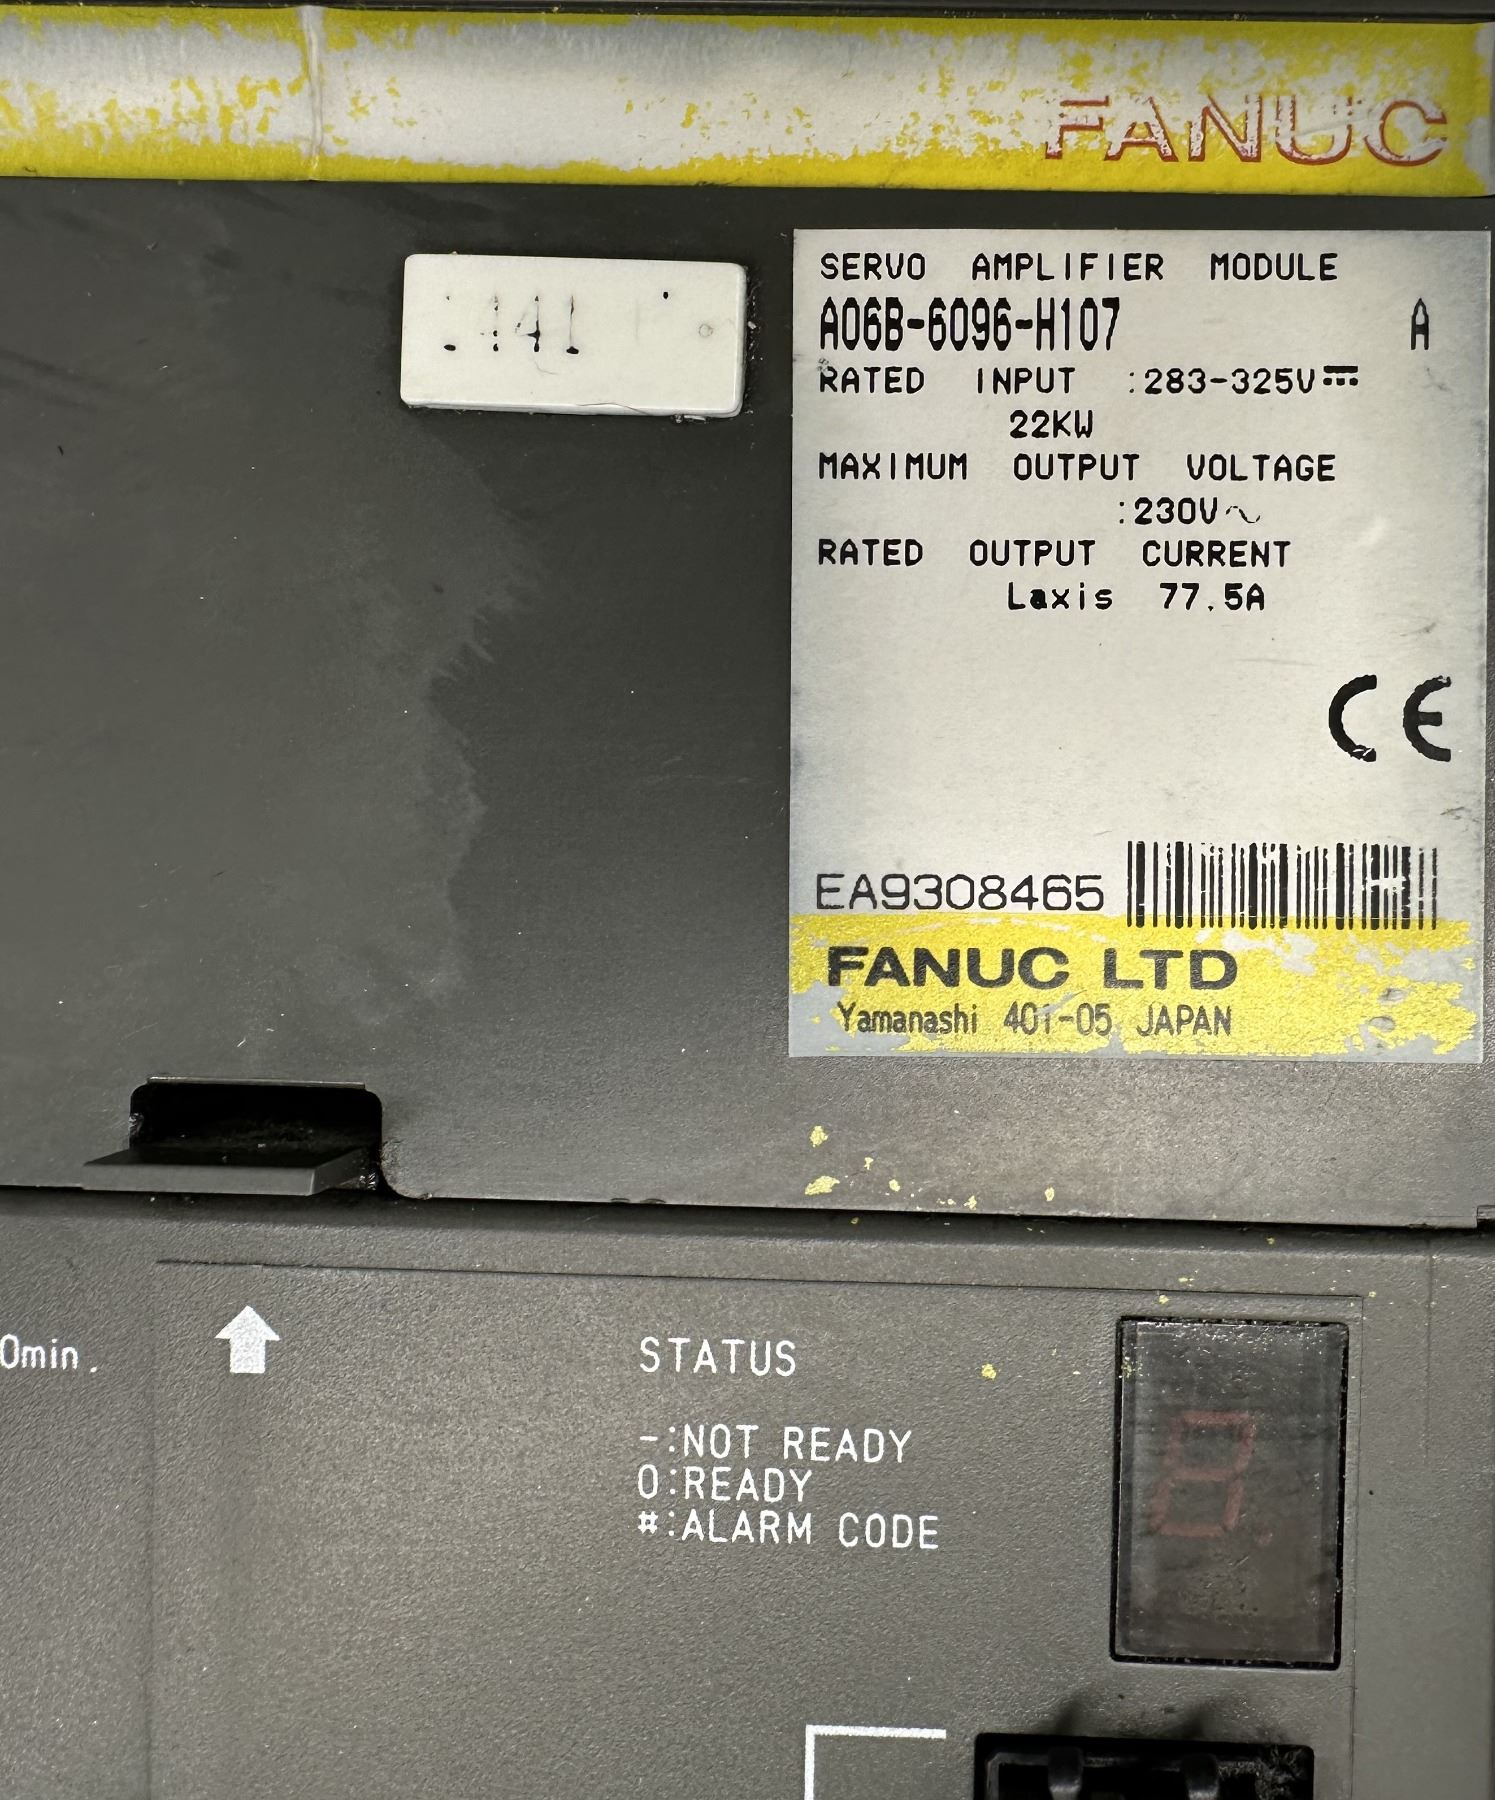 FANUC
SERVO AMPLIFIER MODULE
A06B-6096-H107 A
RATED INPUT :283-325V⎓
22KW
MAXIMUM OUTPUT VOLTAGE
:230V~
RATED OUTPUT CURRENT
Laxis 77.5A
CE
EA9308465
FANUC LTD
Yamanashi 401-05 JAPAN
0min.
STATUS
-:NOT READY
0:READY
#:ALARM CODE